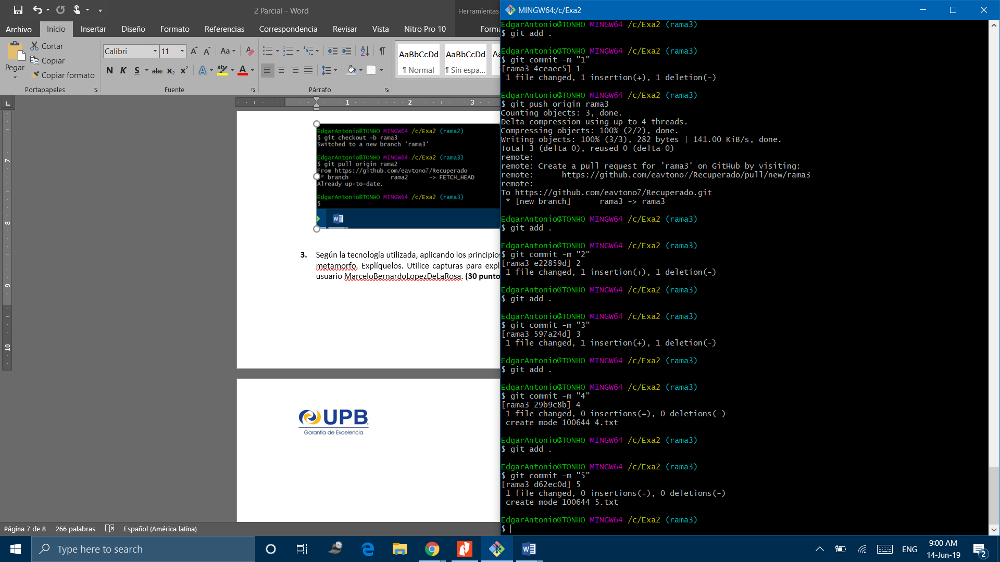 2 Parcial - Word
Herramientas
Archivo Inicio Insertar Diseño Formato Referencias Correspondencia Revisar Vista Nitro Pro 10 Forma
Pegar
Cortar
Copiar
Copiar formato
Portapapeles
Calibri 11 Aa
N K S abc x₂ x² A aby A
Fuente
Párrafo
AaBbCcDd AaBbCcDd Aa
¶ Normal ¶ Sin espa...
L
1 2 3
7
8
9
10
EdgarAntonio@TONHO MINGW64 /c/Exa2 (rama2)
$ git checkout -b rama3
Switched to a new branch 'rama3'
EdgarAntonio@TONHO MINGW64 /c/Exa2 (rama3)
$ git pull origin rama2
From https://github.com/eavtono7/Recuperado
* branch rama2 -> FETCH_HEAD
Already up-to-date.
EdgarAntonio@TONHO MINGW64 /c/Exa2 (rama3)
$
3. Según la tecnología utilizada, aplicando los principios
metamorfo. Explíquelos. Utilice capturas para expl
usuario MarceloBernardoLopezDeLaRosa. (30 punto
UPB
Garantía de Excelencia
Página 7 de 8 266 palabras Español (América latina)
MINGW64:/c/Exa2
EdgarAntonio@TONHO MINGW64 /c/Exa2 (rama3)
$ git add .
EdgarAntonio@TONHO MINGW64 /c/Exa2 (rama3)
$ git commit -m "1"
[rama3 4ceaec5] 1
1 file changed, 1 insertion(+), 1 deletion(-)
EdgarAntonio@TONHO MINGW64 /c/Exa2 (rama3)
$ git push origin rama3
Counting objects: 3, done.
Delta compression using up to 4 threads.
Compressing objects: 100% (2/2), done.
Writing objects: 100% (3/3), 282 bytes | 141.00 KiB/s, done.
Total 3 (delta 0), reused 0 (delta 0)
remote:
remote: Create a pull request for 'rama3' on GitHub by visiting:
remote: https://github.com/eavtono7/Recuperado/pull/new/rama3
remote:
To https://github.com/eavtono7/Recuperado.git
* [new branch] rama3 -> rama3
EdgarAntonio@TONHO MINGW64 /c/Exa2 (rama3)
$ git add .
EdgarAntonio@TONHO MINGW64 /c/Exa2 (rama3)
$ git commit -m "2"
[rama3 e22859d] 2
1 file changed, 1 insertion(+), 1 deletion(-)
EdgarAntonio@TONHO MINGW64 /c/Exa2 (rama3)
$ git add .
EdgarAntonio@TONHO MINGW64 /c/Exa2 (rama3)
$ git commit -m "3"
[rama3 597a24d] 3
1 file changed, 1 insertion(+), 1 deletion(-)
EdgarAntonio@TONHO MINGW64 /c/Exa2 (rama3)
$ git add .
EdgarAntonio@TONHO MINGW64 /c/Exa2 (rama3)
$ git commit -m "4"
[rama3 29b9c8b] 4
1 file changed, 0 insertions(+), 0 deletions(-)
create mode 100644 4.txt
EdgarAntonio@TONHO MINGW64 /c/Exa2 (rama3)
$ git add .
EdgarAntonio@TONHO MINGW64 /c/Exa2 (rama3)
$ git commit -m "5"
[rama3 d62ec0d] 5
1 file changed, 0 insertions(+), 0 deletions(-)
create mode 100644 5.txt
EdgarAntonio@TONHO MINGW64 /c/Exa2 (rama3)
$
Type here to search
ENG
9:00 AM
14-Jun-19
2